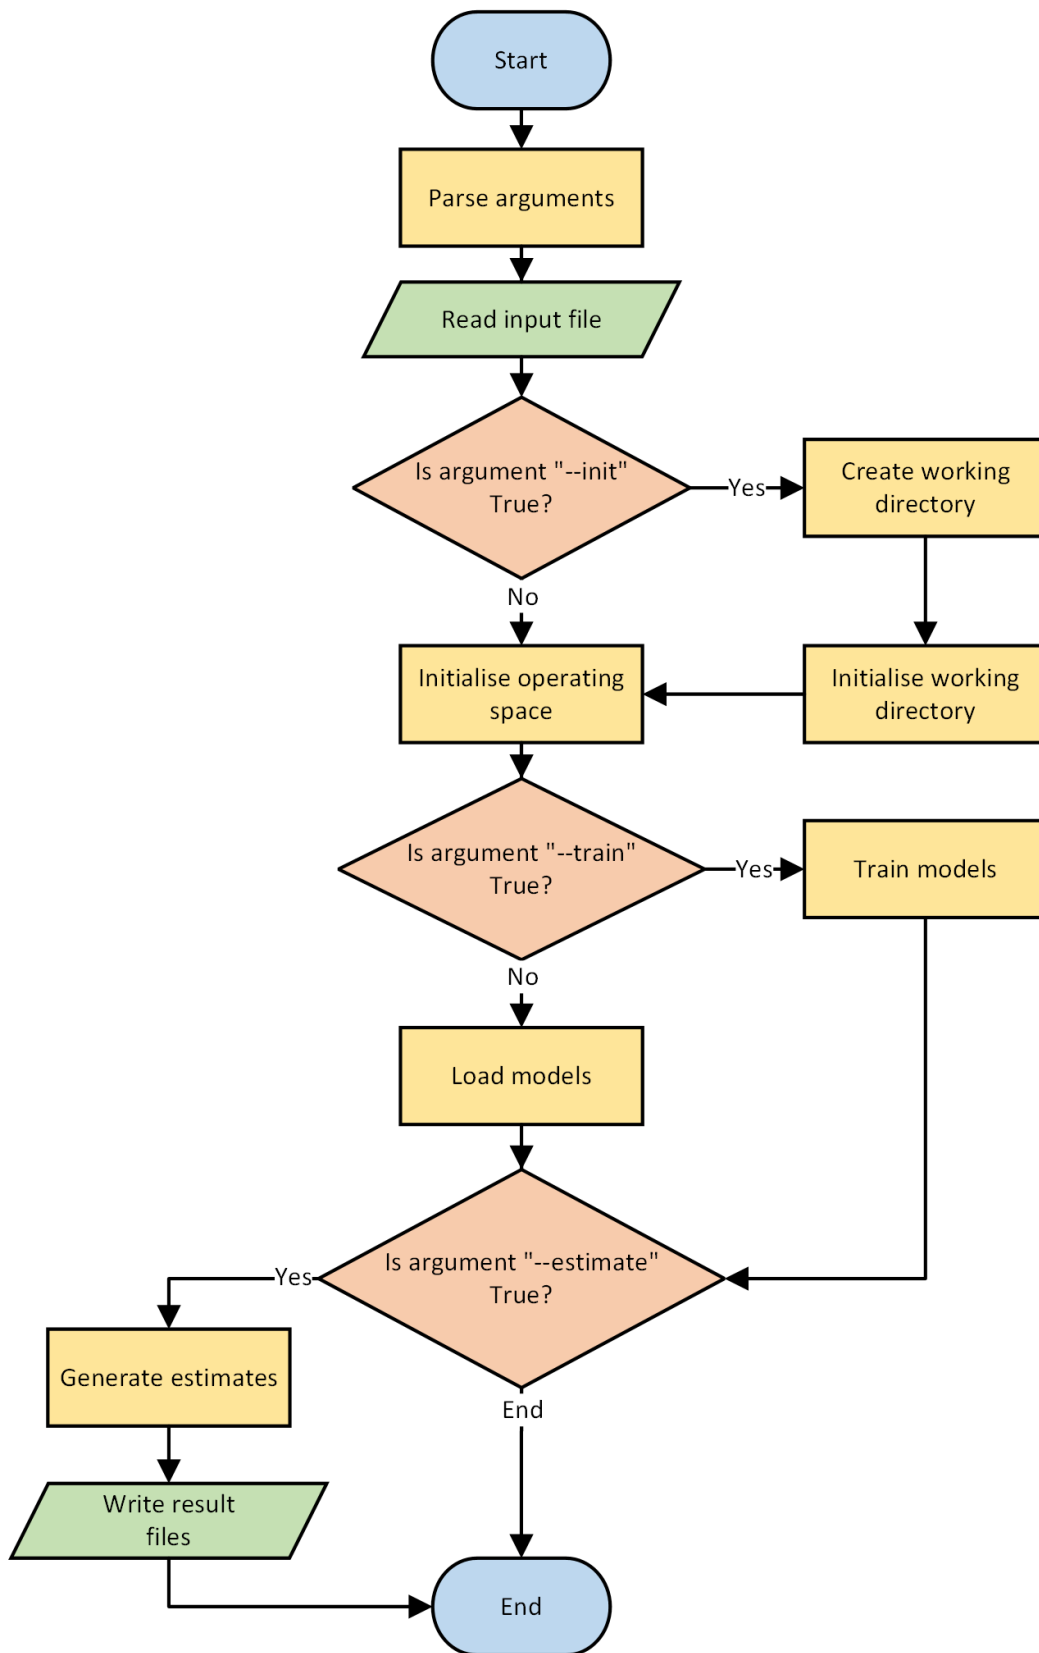 Start
Parse arguments
Read input file
Is argument "--init"
True?
Yes
Create working
directory
No
Initialise operating
space
Initialise working
directory
Is argument "--train"
True?
Yes
Train models
No
Load models
Is argument "--estimate"
True?
Yes
Generate estimates
End
Write result
files
End